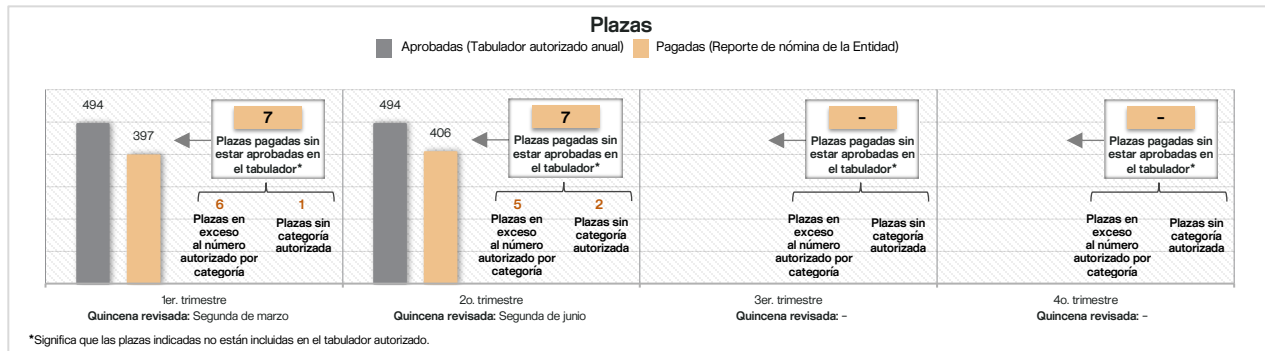 Plazas
Aprobadas (Tabulador autorizado anual) Pagadas (Reporte de nómina de la Entidad)
494
397
7
Plazas pagadas sin
estar aprobadas en
el tabulador*
6
Plazas en
exceso
al número
autorizado por
categoría
1
Plazas sin
categoría
autorizada
1er. trimestre
Quincena revisada: Segunda de marzo
494
406
7
Plazas pagadas sin
estar aprobadas en
el tabulador*
5
Plazas en
exceso
al número
autorizado por
categoría
2
Plazas sin
categoría
autorizada
2o. trimestre
Quincena revisada: Segunda de junio
–
Plazas pagadas sin
estar aprobadas en
el tabulador*
Plazas en
exceso
al número
autorizado por
categoría
Plazas sin
categoría
autorizada
3er. trimestre
Quincena revisada: –
–
Plazas pagadas sin
estar aprobadas en
el tabulador*
Plazas en
exceso
al número
autorizado por
categoría
Plazas sin
categoría
autorizada
4o. trimestre
Quincena revisada: –
*Significa que las plazas indicadas no están incluidas en el tabulador autorizado.